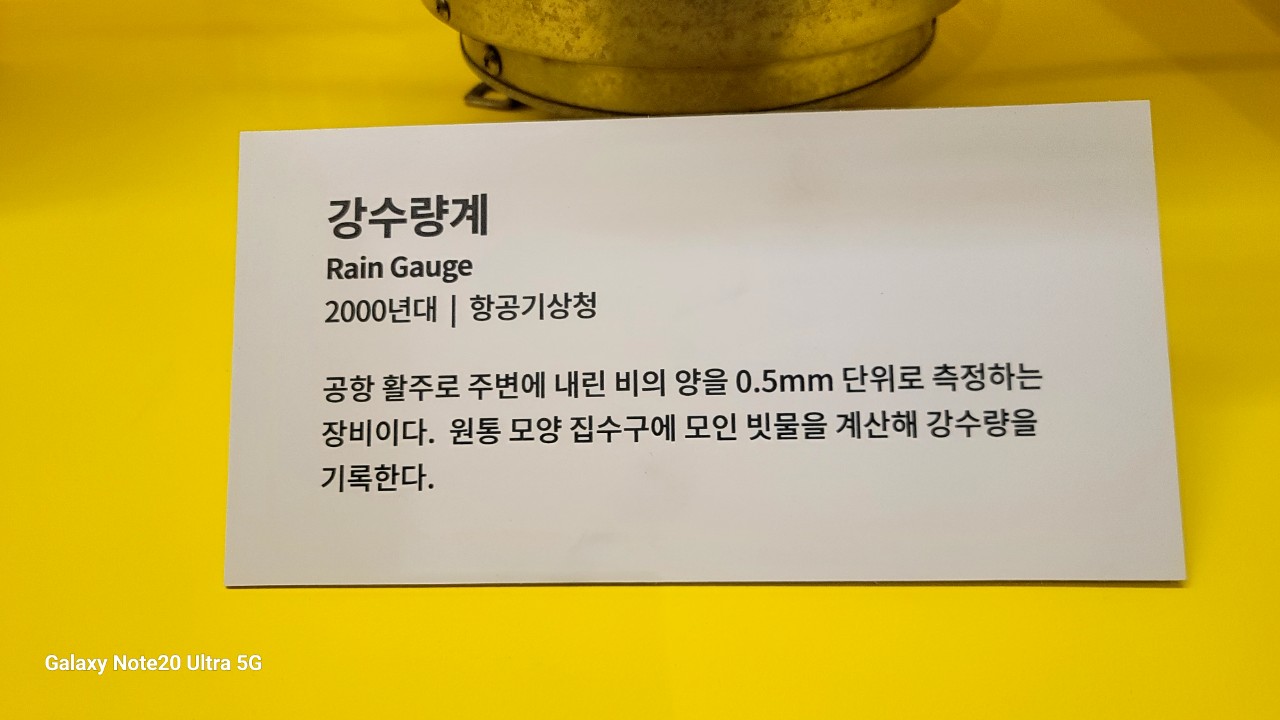 강수량계
Rain Gauge
2000년대 | 항공기상청
공항 활주로 주변에 내린 비의 양을 0.5mm 단위로 측정하는
장비이다. 원통 모양 집수구에 모인 빗물을 계산해 강수량을
기록한다.
Galaxy Note20 Ultra 5G